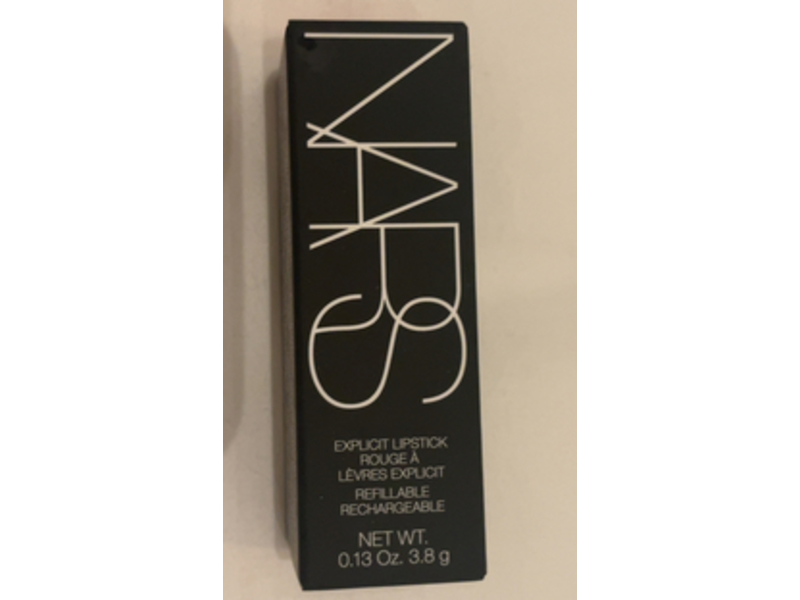 NARS
EXPLICIT LIPSTICK
ROUGE À
LÈVRES EXPLICIT
REFILLABLE
RECHARGEABLE
NET WT.
0.13 Oz. 3.8 g